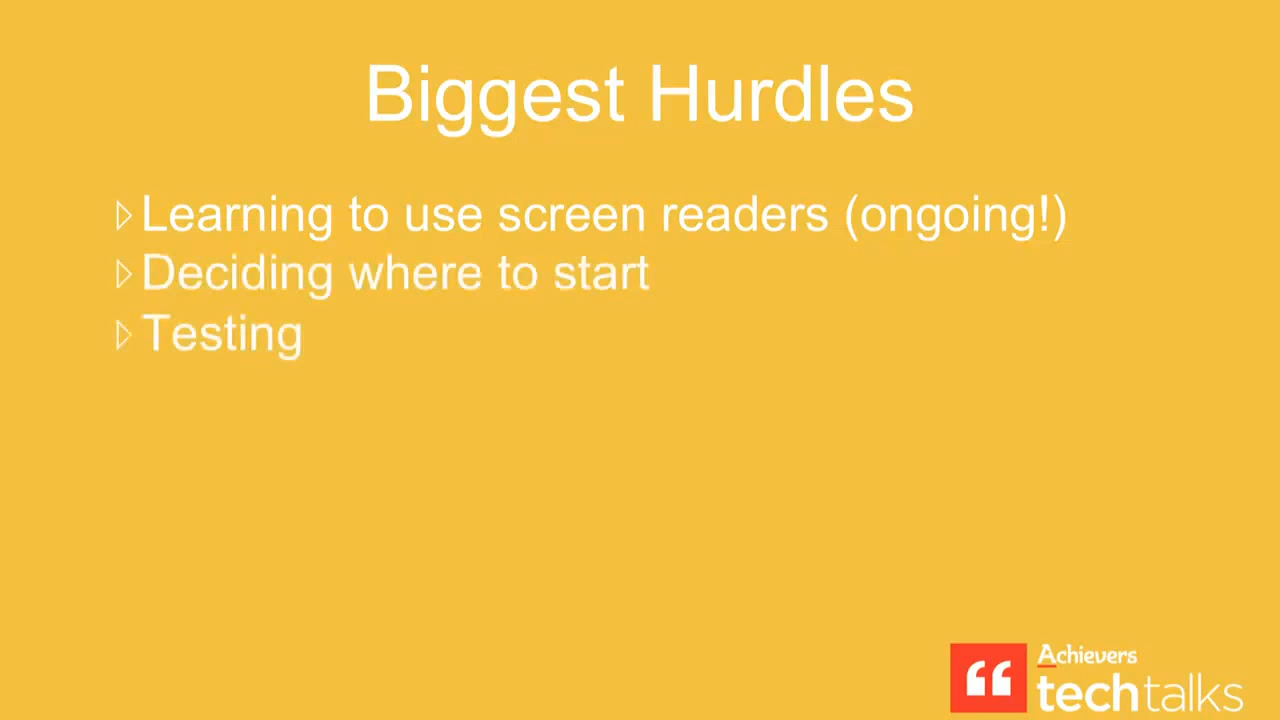 Biggest Hurdles
Learning to use screen readers (ongoing!)
Deciding where to start
Testing
Achievers
techtalks